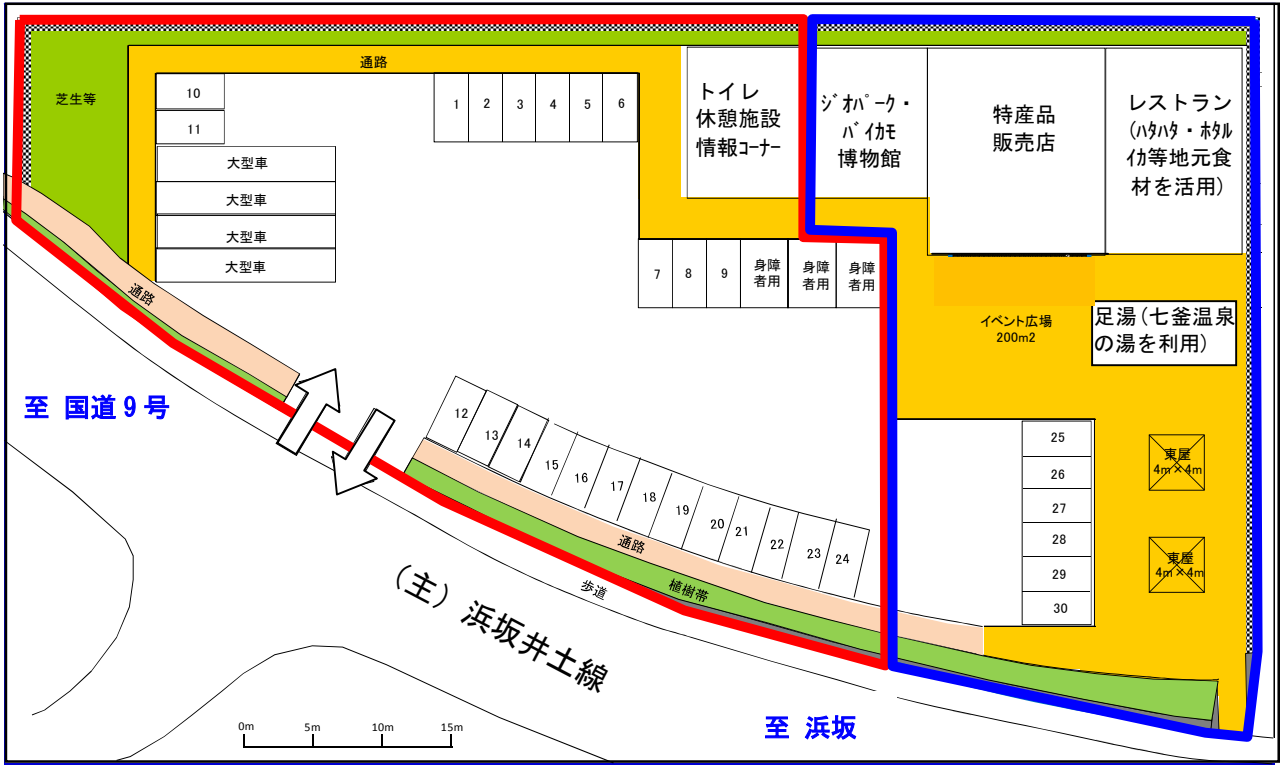 通路
芝生等
10
11
大型車
大型車
大型車
大型車
1 2 3 4 5 6
トイレ
休憩施設
情報ｺｰﾅｰ
ｼﾞｵﾊﾟｰｸ・
ﾊﾞｲｶﾓ
博物館
特産品
販売店
レストラン
(ﾊﾀﾊﾀ・ﾎﾀﾙ
ｲｶ等地元食
材を活用)
7 8 9
身障
者用
身障
者用
身障
者用
イベント広場
200m2
足湯(七釜温泉
の湯を利用)
通路
至 国道9号
12 13 14 15 16 17 18 19 20 21 22 23 24
25
26
27
28
29
30
東屋
4m×4m
東屋
4m×4m
通路
植樹帯
歩道
(主) 浜坂井土線
至 浜坂
0m 5m 10m 15m